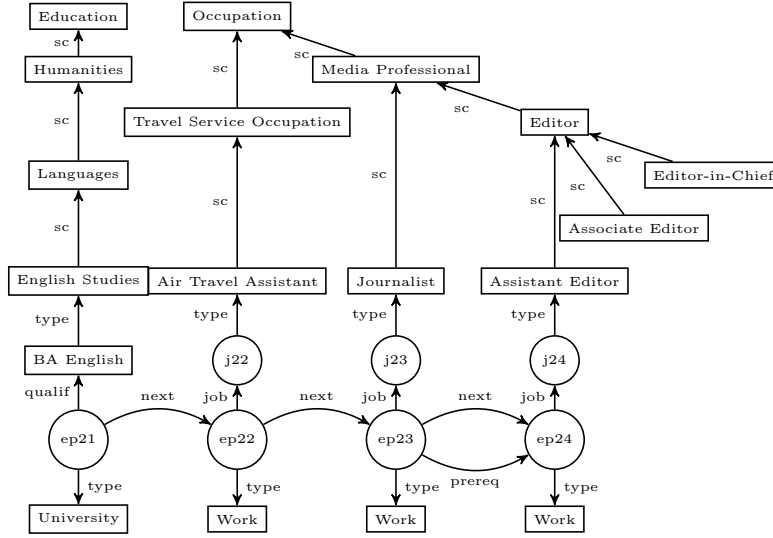 Education
Occupation
sc
sc
Humanities
sc
Media Professional
sc
sc
Travel Service Occupation
Editor
sc
Languages
sc
sc
Editor-in-Chief
sc
sc
sc
sc
Associate Editor
English Studies
Air Travel Assistant
Journalist
Assistant Editor
type
type
type
type
BA English
j22
j23
j24
qualif
next
job
next
job
next
job
ep21
ep22
ep23
ep24
prereq
type
type
type
type
University
Work
Work
Work